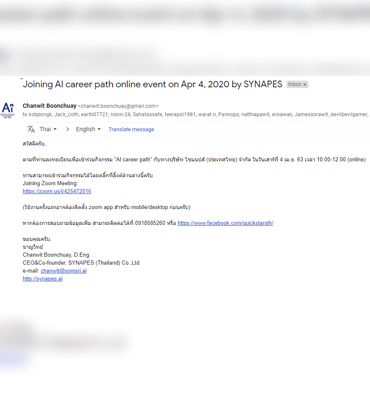 Joining AI career path online event on Apr 4, 2020 by SYNAPES Inbox ×
Chanwit Boonchuay <chanwit.boonchuay@gmail.com>
to kobpongk, Jack_coth, earth07721, room-24, Sahafassafe, teerapol1981, warat.n, Pannops, natthapawit, wisawas,
Thai > English Translate message
สวัสดีครับ,
ตามที่ท่านลงทะเบียนเพื่อเข้าร่วมกิจกรรม "AI career path" กับทางบริษัท ไซแนปส์ (ประเทศไทย) จำกัด ในวันเสาร์ที่ 4 เม.ย. 63 เวลา 10.00-12.00 (online)
ท่านสามารถเข้าร่วมกิจกรรมได้โดยคลิ๊กที่ลิ้งค์ด้านล่างนี้ครับ
Joining Zoom Meeting:
https://zoom.us/j/425472016
(ใช้งานครั้งแรกอาจต้องติดตั้ง zoom app สำหรับ mobile/desktop ก่อนครับ)
หากต้องการสอบถามข้อมูลเพิ่ม สามารถติดต่อได้ที่ 0918585260 หรือ https://www.facebook.com/quickstaroth/
ขอบคุณครับ,
ชาญวิทย์
Chanwit Boonchuay, D.Eng.
CEO&Co-founder, SYNAPES (Thailand) Co.,Ltd.
e-mail: chanwit@somsri.ai
http://synapes.ai